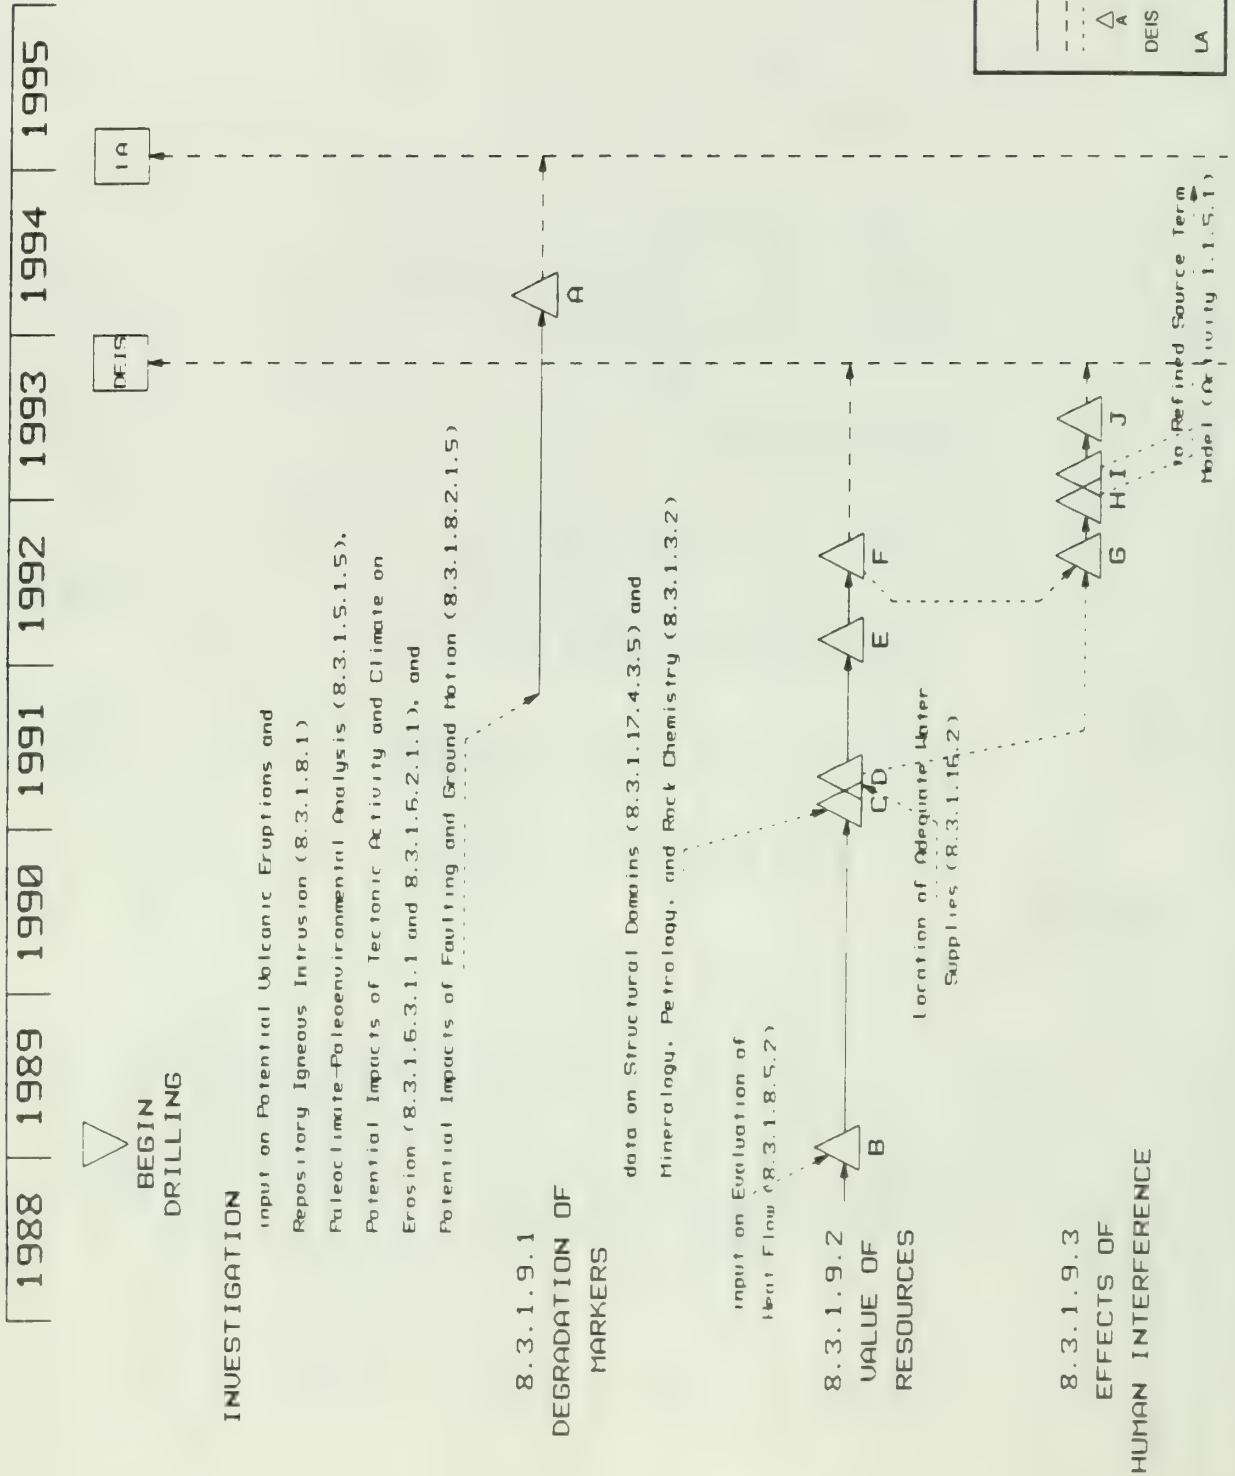 1988 1989 1990 1991 1992 1993 1994 1995
BEGIN
DRILLING
DEIS
LA
INVESTIGATION
input on Potential Volcanic Eruptions and
Repository Igneous Intrusion (8.3.1.8.1)
Paleoclimate-Paleoenvironmental Analysis (8.3.1.5.1.5),
Potential Impacts of Tectonic Activity and Climate on
Erosion (8.3.1.6.3.1.1 and 8.3.1.6.2.1.1), and
Potential Impacts of Faulting and Ground Motion (8.3.1.8.2.1.5)
8.3.1.9.1
DEGRADATION OF
MARKERS
A
data on Structural Domains (8.3.1.17.4.3.5) and
Mineralogy, Petrology, and Rock Chemistry (8.3.1.3.2)
input on Evaluation of
Heat Flow (8.3.1.8.5.2)
8.3.1.9.2
VALUE OF
RESOURCES
B
C
D
E
F
location of Adequate Water
Supplies (8.3.1.16.2)
8.3.1.9.3
EFFECTS OF
HUMAN INTERFERENCE
G
H
I
J
to Refined Source Term
Model (Activity 1.1.5.1)
A
DEIS
LA